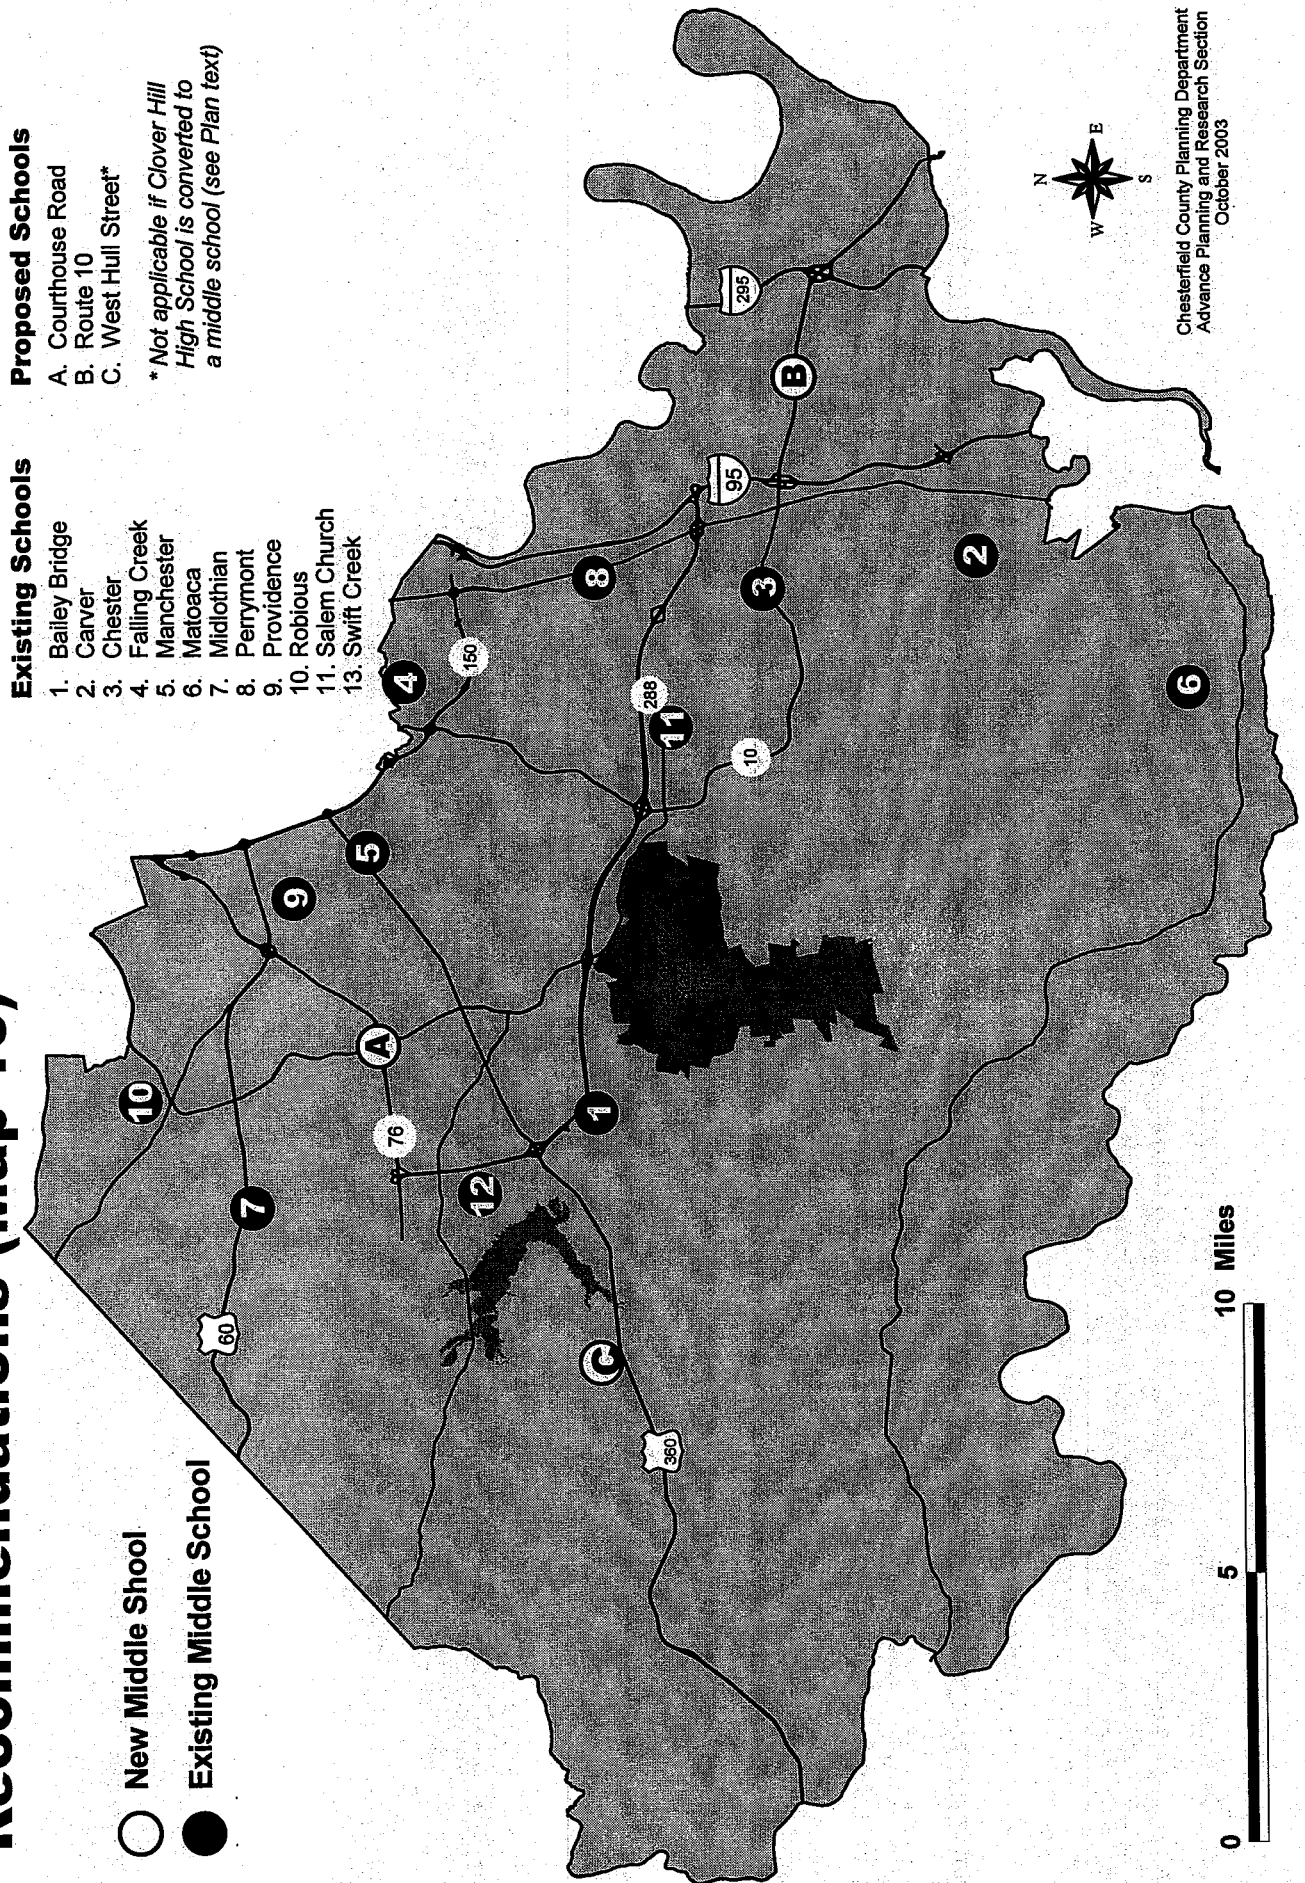 Recommendations (Map 10)
New Middle Shool
Existing Middle School
Existing Schools
1. Bailey Bridge
2. Carver
3. Chester
4. Falling Creek
5. Manchester
6. Matoaca
7. Midlothian
8. Perrymont
9. Providence
10. Robious
11. Salem Church
13. Swift Creek
Proposed Schools
A. Courthouse Road
B. Route 10
C. West Hull Street*
* Not applicable if Clover Hill
High School is converted to
a middle school (see Plan text)
60
7
10
9
76
A
5
12
1
C
360
4
150
8
288
11
10
3
95
B
295
2
6
N
W
E
S
0
5
10 Miles
Chesterfield County Planning Department
Advance Planning and Research Section
October 2003